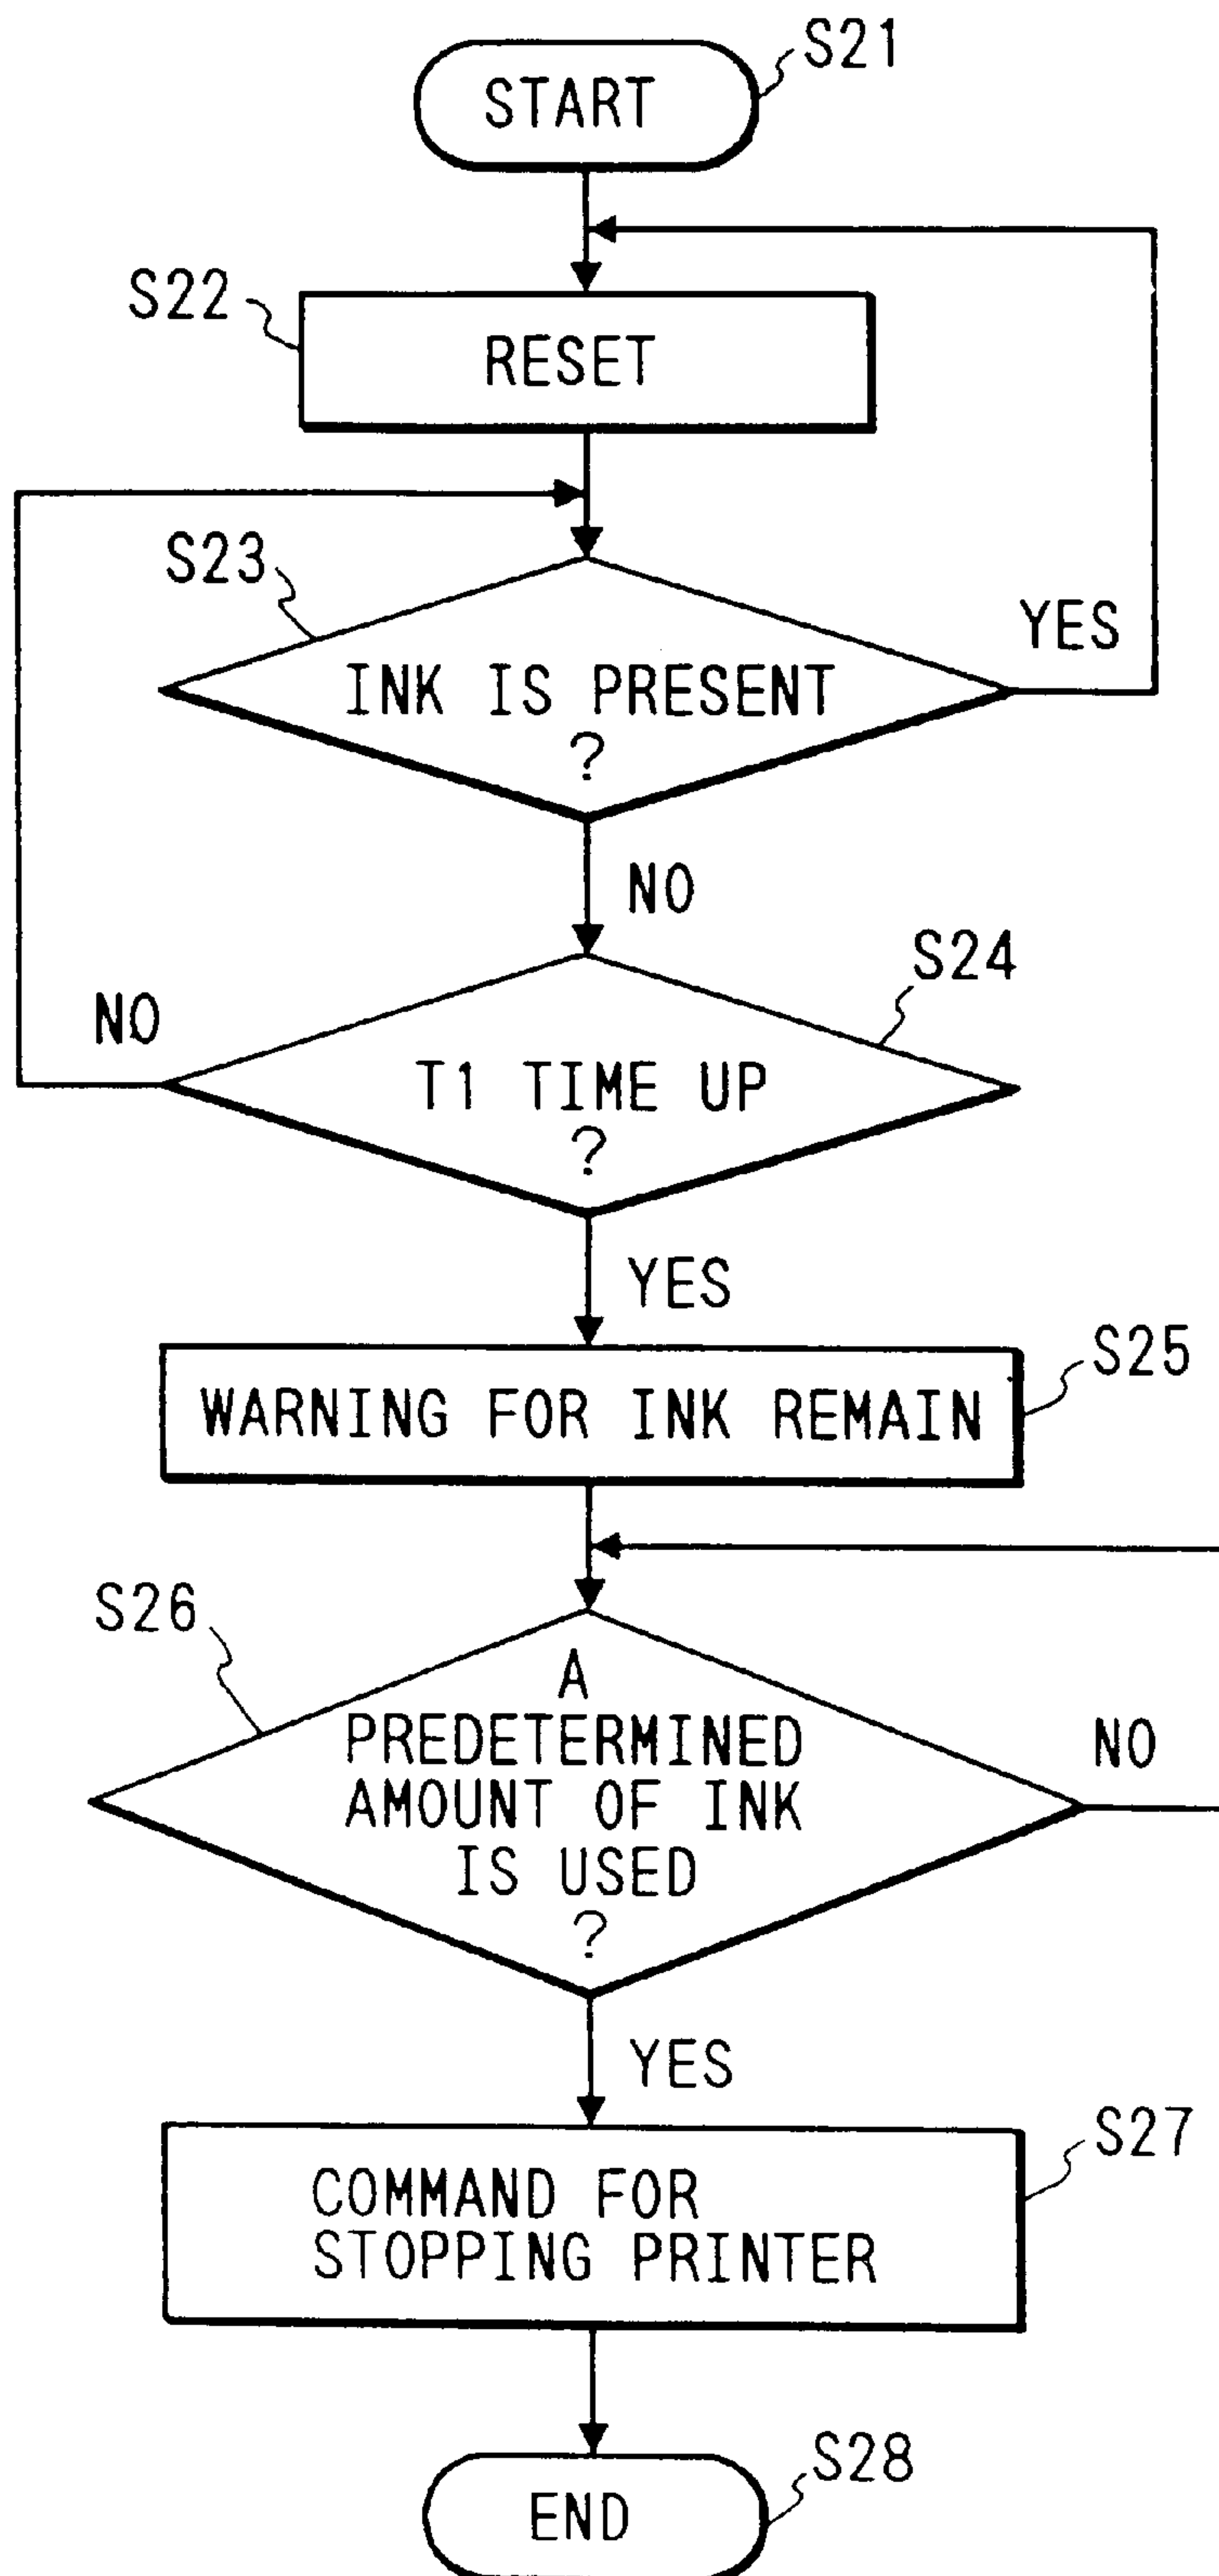 START
S21
S22
RESET
S23
YES
INK IS PRESENT
?
NO
S24
NO
T1 TIME UP
?
YES
S25
WARNING FOR INK REMAIN
S26
A
PREDETERMINED
AMOUNT OF INK
IS USED
?
NO
YES
S27
COMMAND FOR
STOPPING PRINTER
S28
END